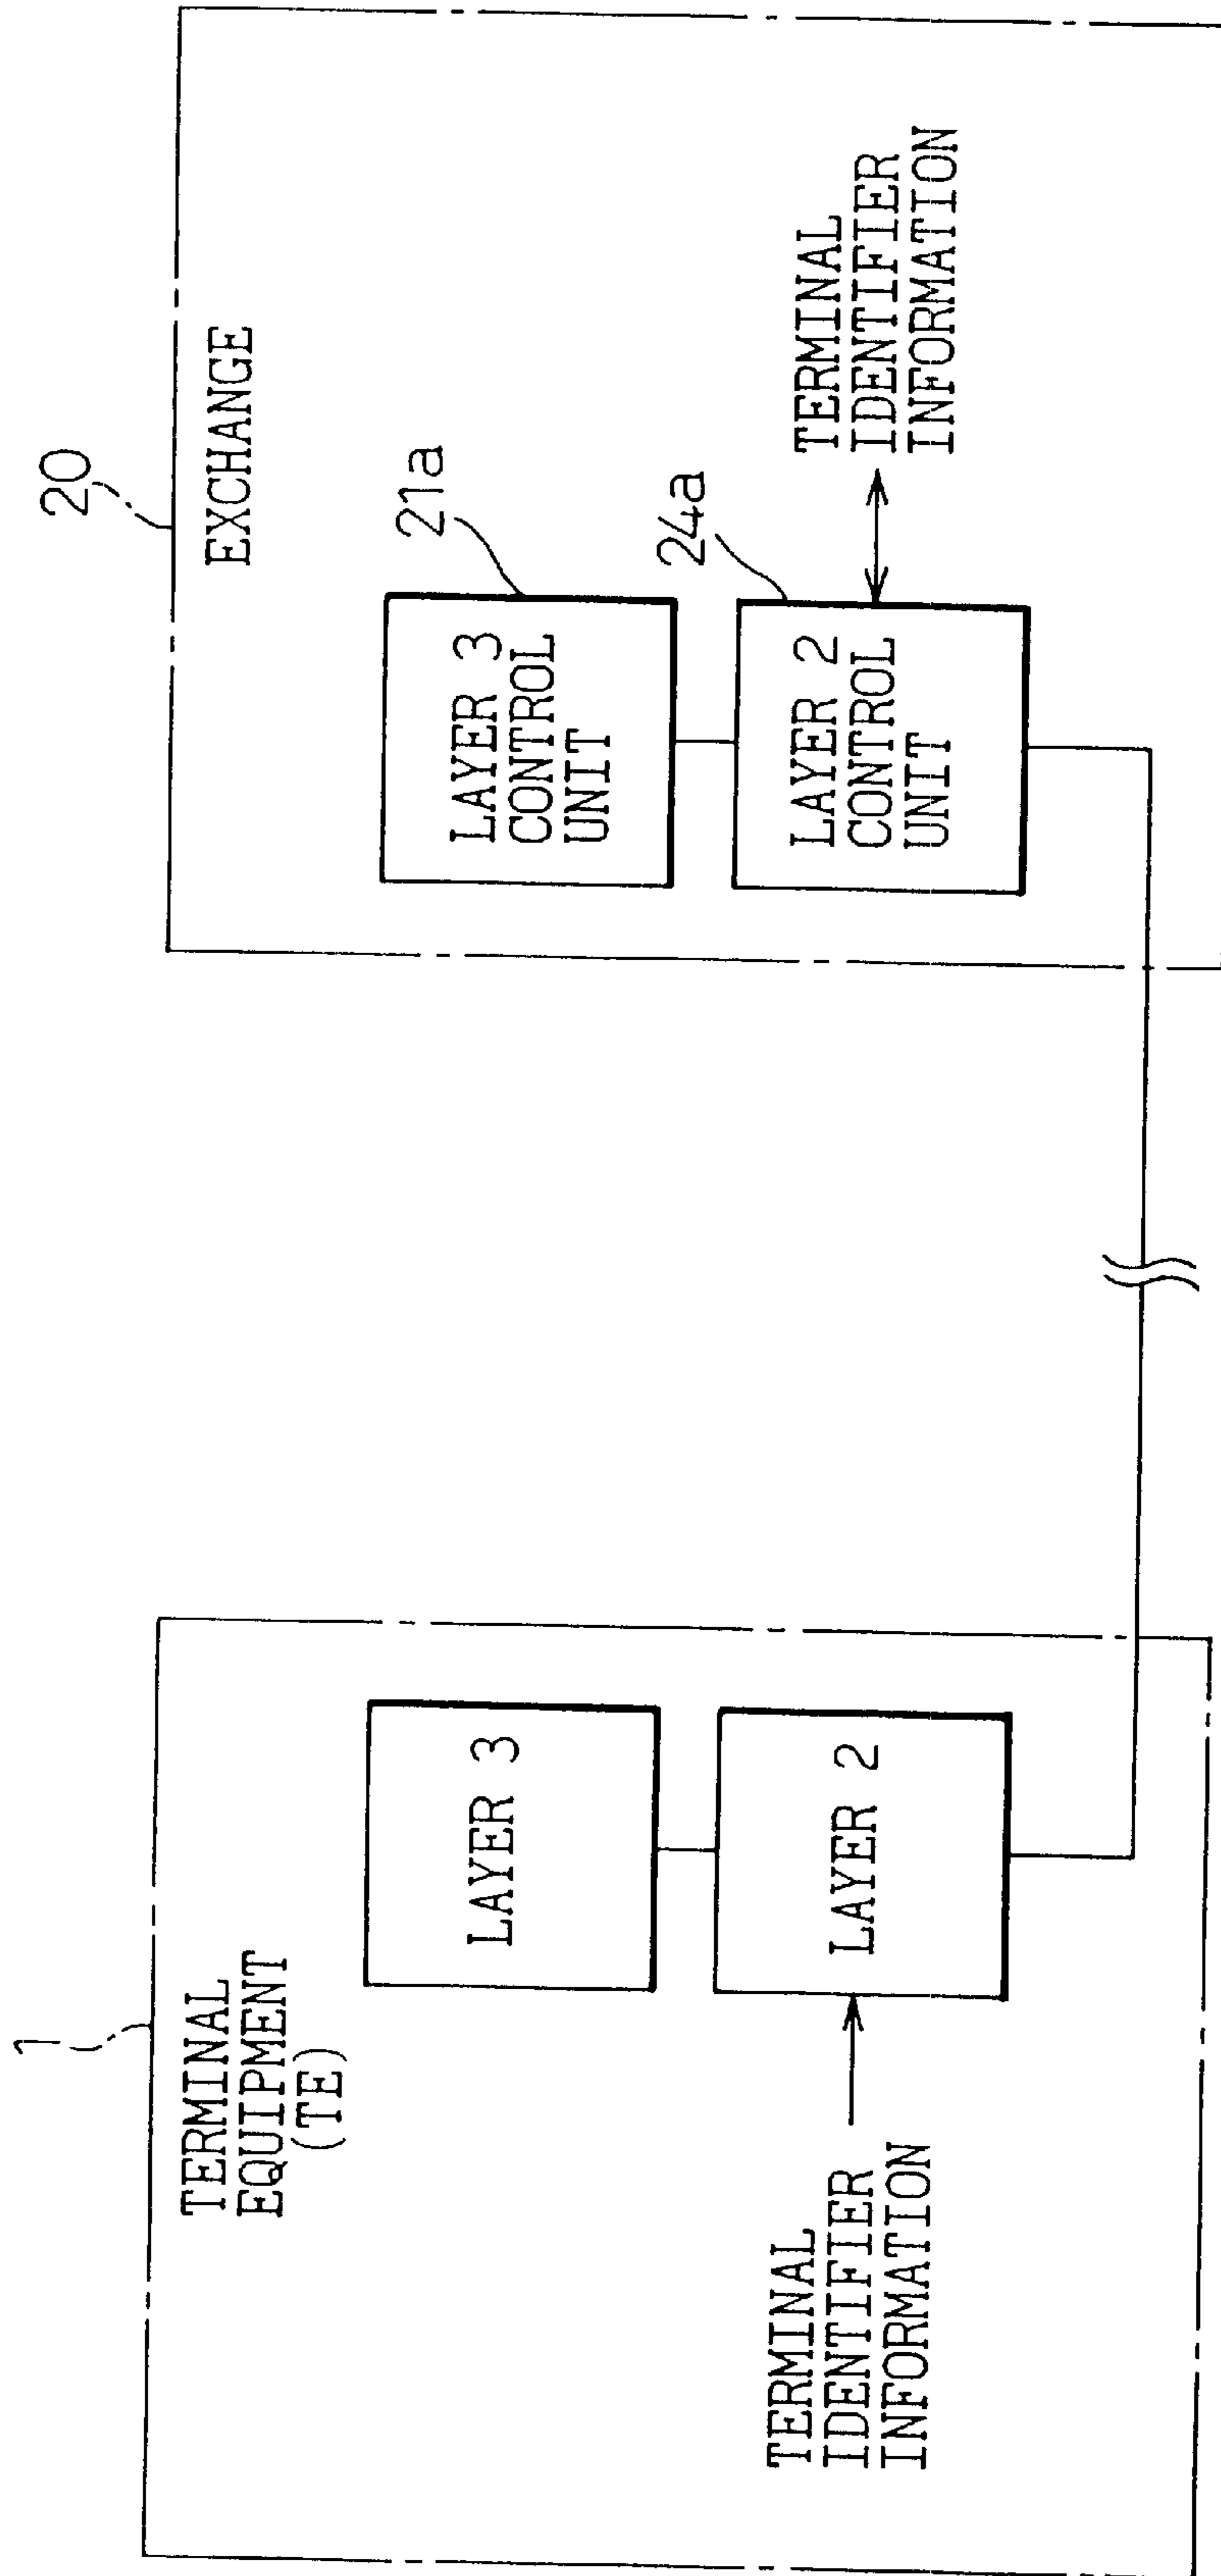 1
TERMINAL
EQUIPMENT
(TE)
LAYER 3
LAYER 2
TERMINAL
IDENTIFIER
INFORMATION
20
EXCHANGE
LAYER 3
CONTROL
UNIT
21a
LAYER 2
CONTROL
UNIT
24a
TERMINAL
IDENTIFIER
INFORMATION